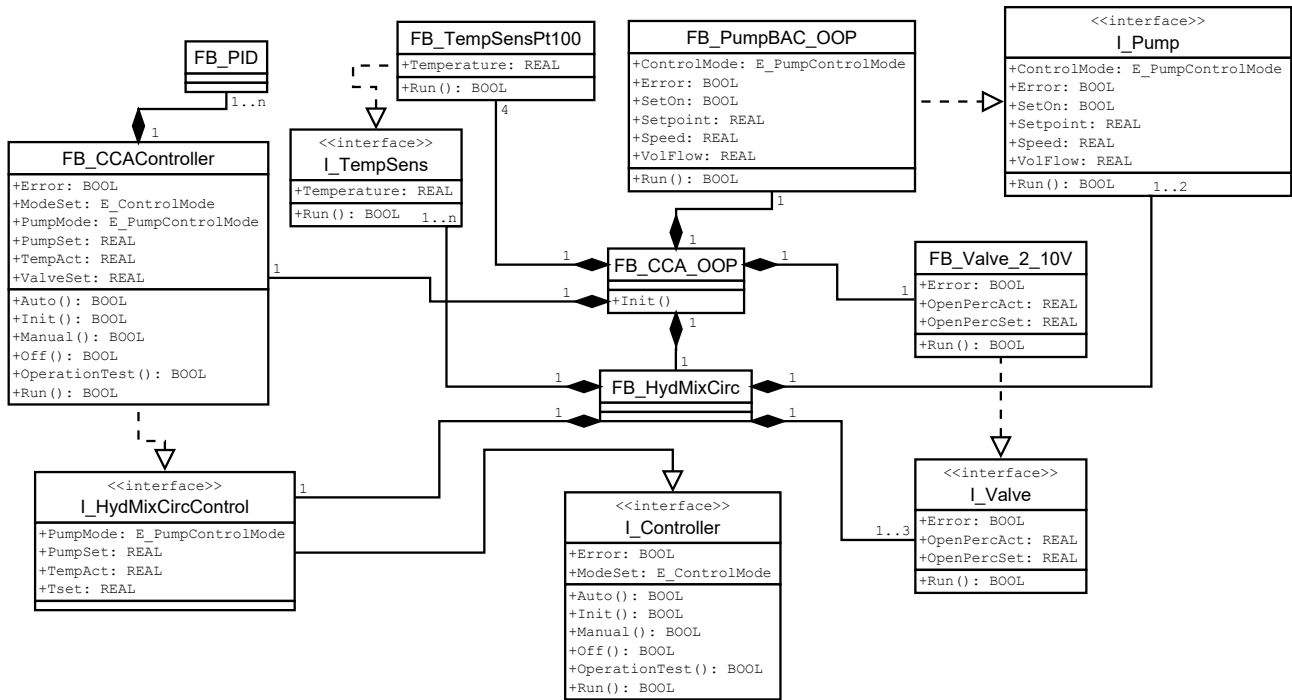 FB_PID
1..n
1
FB_CCAController
+Error: BOOL
+ModeSet: E_ControlMode
+PumpMode: E_PumpControlMode
+PumpSet: REAL
+TempAct: REAL
+ValveSet: REAL
+Auto(): BOOL
+Init(): BOOL
+Manual(): BOOL
+Off(): BOOL
+OperationTest(): BOOL
+Run(): BOOL
FB_TempSensPt100
+Temperature: REAL
+Run(): BOOL
4
<<interface>>
I_TempSens
+Temperature: REAL
+Run(): BOOL
1..n
FB_PumpBAC_OOP
+ControlMode: E_PumpControlMode
+Error: BOOL
+SetOn: BOOL
+Setpoint: REAL
+Speed: REAL
+VolFlow: REAL
+Run(): BOOL
1
<<interface>>
I_Pump
+ControlMode: E_PumpControlMode
+Error: BOOL
+SetOn: BOOL
+Setpoint: REAL
+Speed: REAL
+VolFlow: REAL
+Run(): BOOL
1..2
1
1
1
FB_CCA_OOP
+Init()
1
1
1
1
1
FB_Valve_2_10V
+Error: BOOL
+OpenPercAct: REAL
+OpenPercSet: REAL
+Run(): BOOL
1
1
FB_HydMixCirc
1
1
1
<<interface>>
I_HydMixCircControl
+PumpMode: E_PumpControlMode
+PumpSet: REAL
+TempAct: REAL
+Tset: REAL
1
<<interface>>
I_Controller
+Error: BOOL
+ModeSet: E_ControlMode
+Auto(): BOOL
+Init(): BOOL
+Manual(): BOOL
+Off(): BOOL
+OperationTest(): BOOL
+Run(): BOOL
1..3
<<interface>>
I_Valve
+Error: BOOL
+OpenPercAct: REAL
+OpenPercSet: REAL
+Run(): BOOL